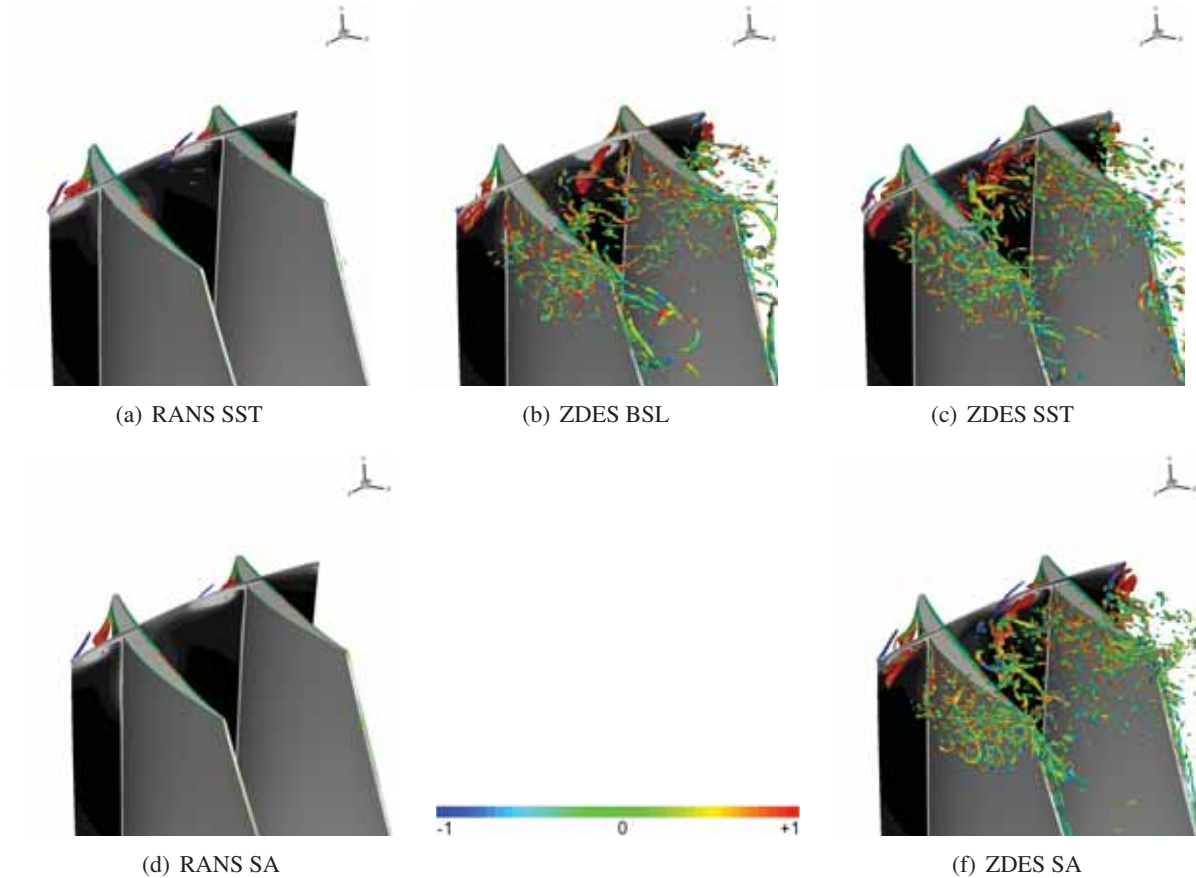 (a) RANS SST
(b) ZDES BSL
(c) ZDES SST
-1
0
+1
(d) RANS SA
(f) ZDES SA